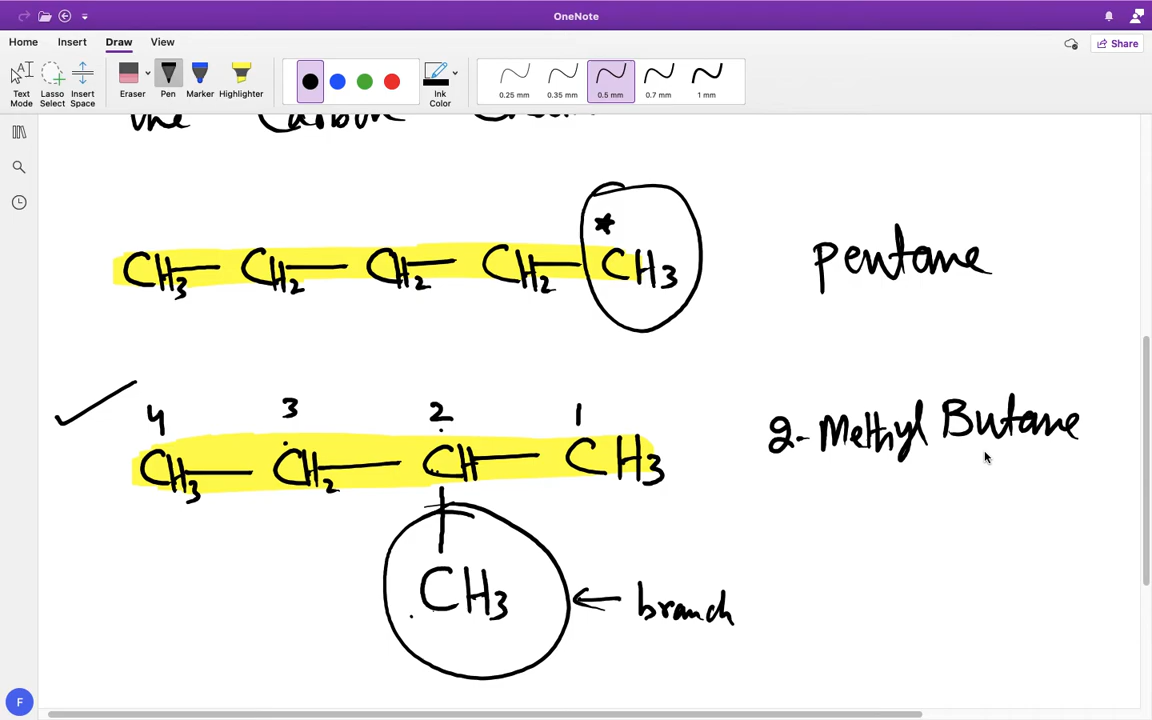 OneNote
Home Insert Draw View
Share
Text Mode
Lasso Select
Insert Space
Eraser
Pen
Marker
Highlighter
Ink Color
0.25 mm
0.35 mm
0.5 mm
0.7 mm
1 mm
the Carbon
*
CH3 CH2 CH2 CH2 CH3 pentane
4 3 2 1
CH3 CH2 CH CH3 2- Methyl Butane
CH3 branch
F